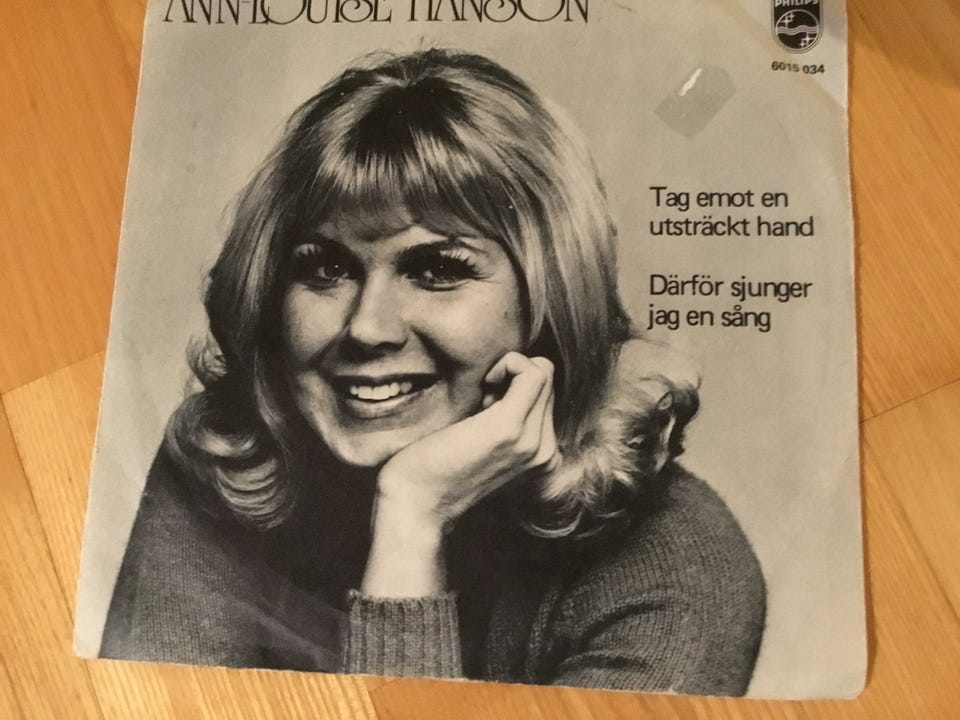 ANN-LOUISE HANSON
PHILIPS
6015 034
Tag emot en
utsträckt hand
Därför sjunger
jag en sång